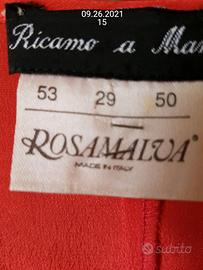 09.26.2021
15
Ricamo a Man
53 29 50
ROSAMALVA
MADE IN ITALY
subito